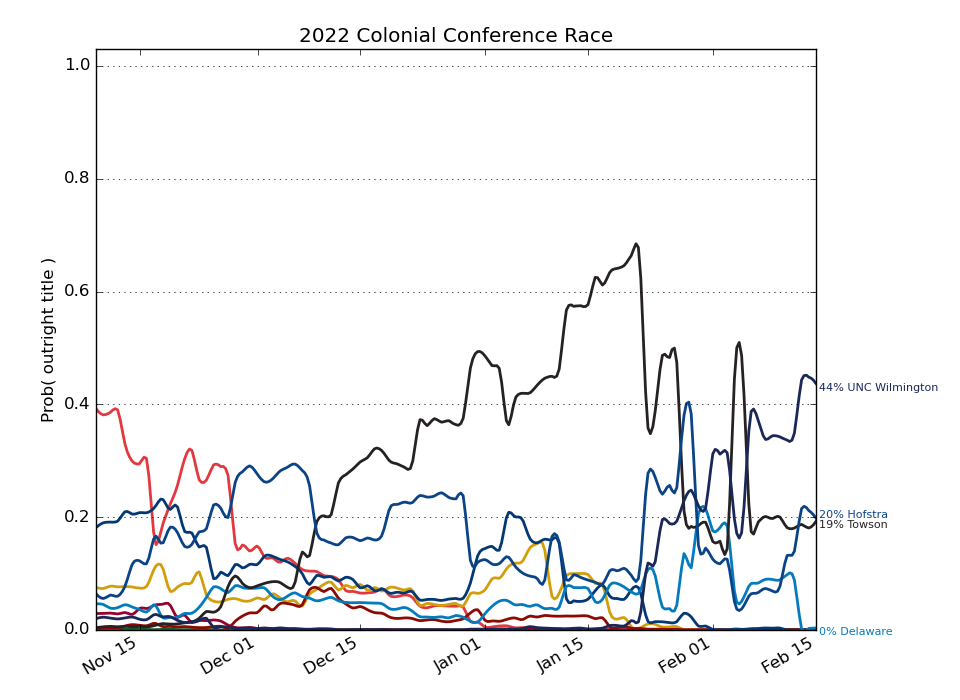 2022 Colonial Conference Race
Prob( outright title )
1.0
0.8
0.6
0.4
0.2
0.0
Nov 15
Dec 01
Dec 15
Jan 01
Jan 15
Feb 01
Feb 15
44% UNC Wilmington
20% Hofstra
19% Towson
0% Delaware